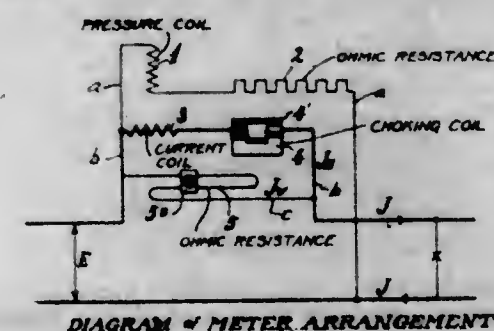 PRESSURE COIL
1
2
OHMIC RESISTANCE
a
a
3
4'
CHOKING COIL
CURRENT
COIL
4
b
b
5a
5
c
OHMIC RESISTANCE
J
E
J
DIAGRAM of METER ARRANGEMENT